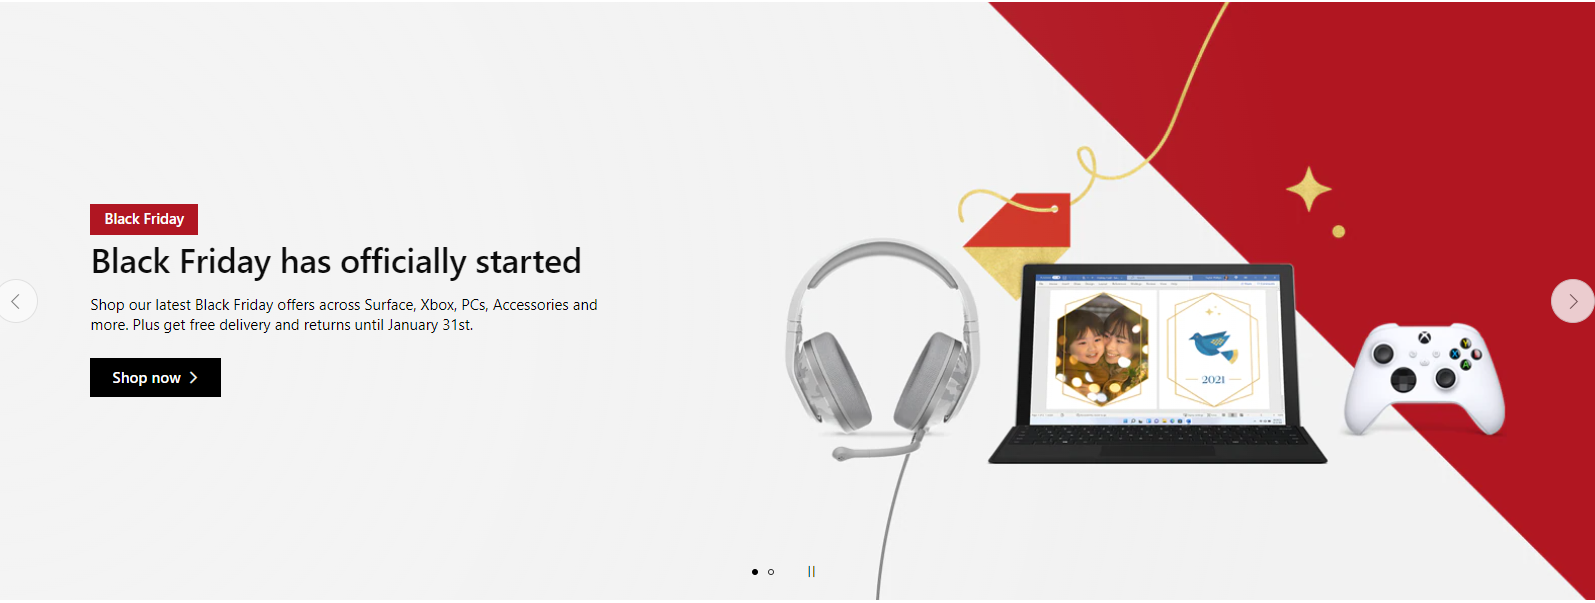 Black Friday
Black Friday has officially started
Shop our latest Black Friday offers across Surface, Xbox, PCs, Accessories and
more. Plus get free delivery and returns until January 31st.
Shop now
2021
Y
X
A